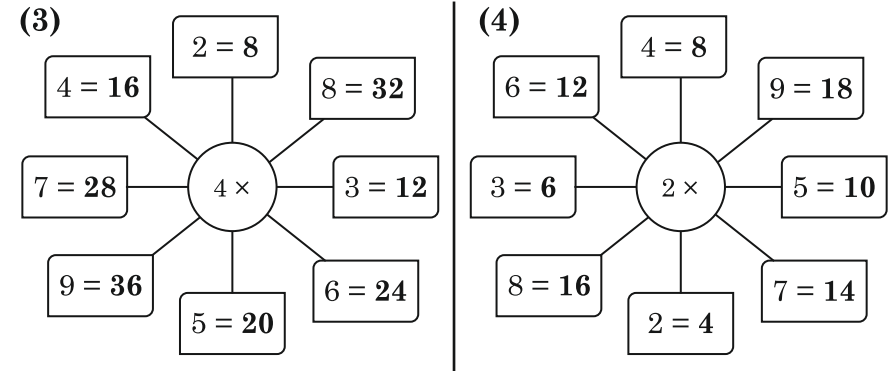 (3)
2 = 8
4 = 16
8 = 32
7 = 28
4 ×
3 = 12
9 = 36
6 = 24
5 = 20
(4)
4 = 8
6 = 12
9 = 18
3 = 6
2 ×
5 = 10
8 = 16
7 = 14
2 = 4